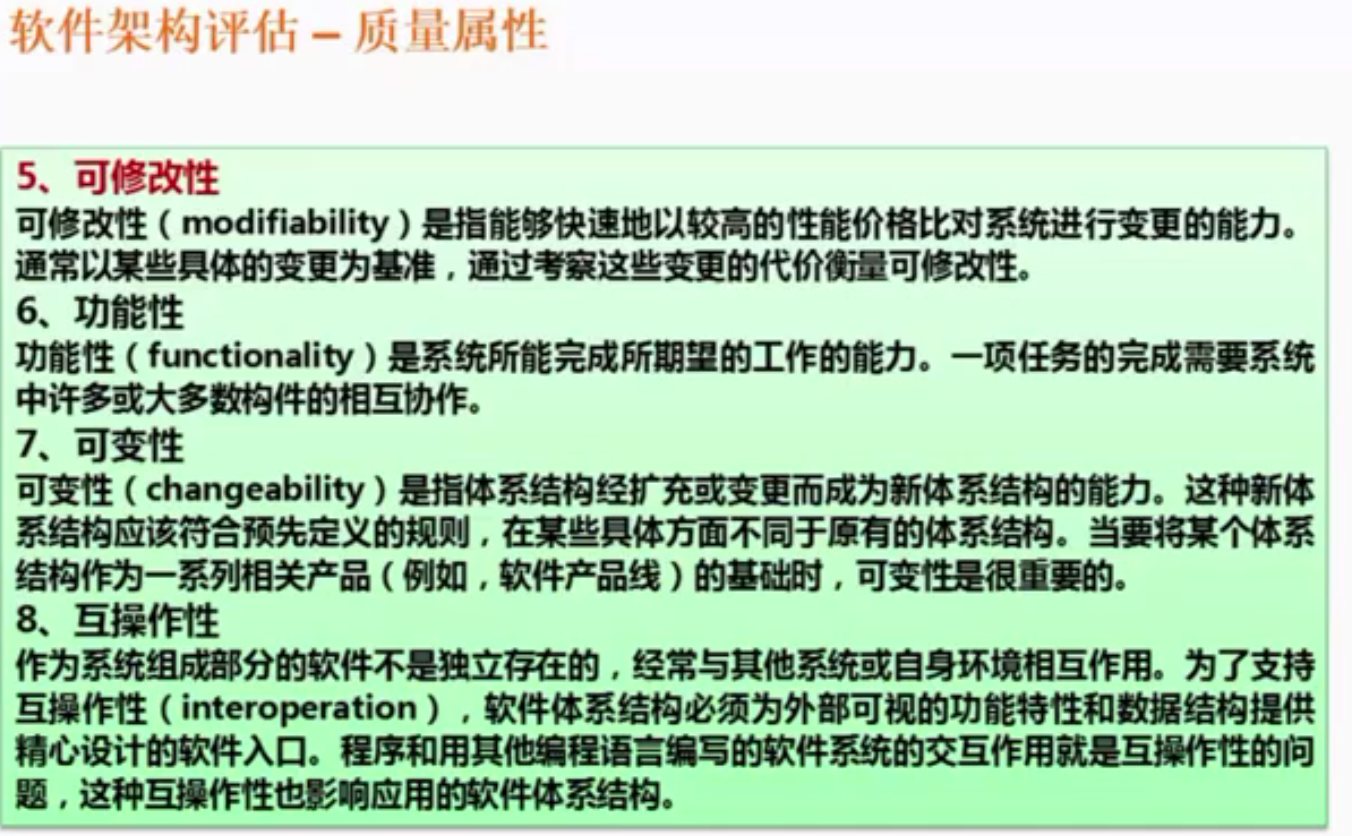 软件架构评估 – 质量属性
5、可修改性
可修改性（modifiability）是指能够快速地以较高的性能价格比对系统进行变更的能力。
通常以某些具体的变更为基准，通过考察这些变更的代价衡量可修改性。
6、功能性
功能性（functionality）是系统所能完成所期望的工作的能力。一项任务的完成需要系统
中许多或大多数构件的相互协作。
7、可变性
可变性（changeability）是指体系结构经扩充或变更而成为新体系结构的能力。这种新体
系结构应该符合预先定义的规则，在某些具体方面不同于原有的体系结构。当要将某个体系
结构作为一系列相关产品（例如，软件产品线）的基础时，可变性是很重要的。
8、互操作性
作为系统组成部分的软件不是独立存在的，经常与其他系统或自身环境相互作用。为了支持
互操作性（interoperation），软件体系结构必须为外部可视的功能特性和数据结构提供
精心设计的软件入口。程序和用其他编程语言编写的软件系统的交互作用就是互操作性的问
题，这种互操作性也影响应用的软件体系结构。